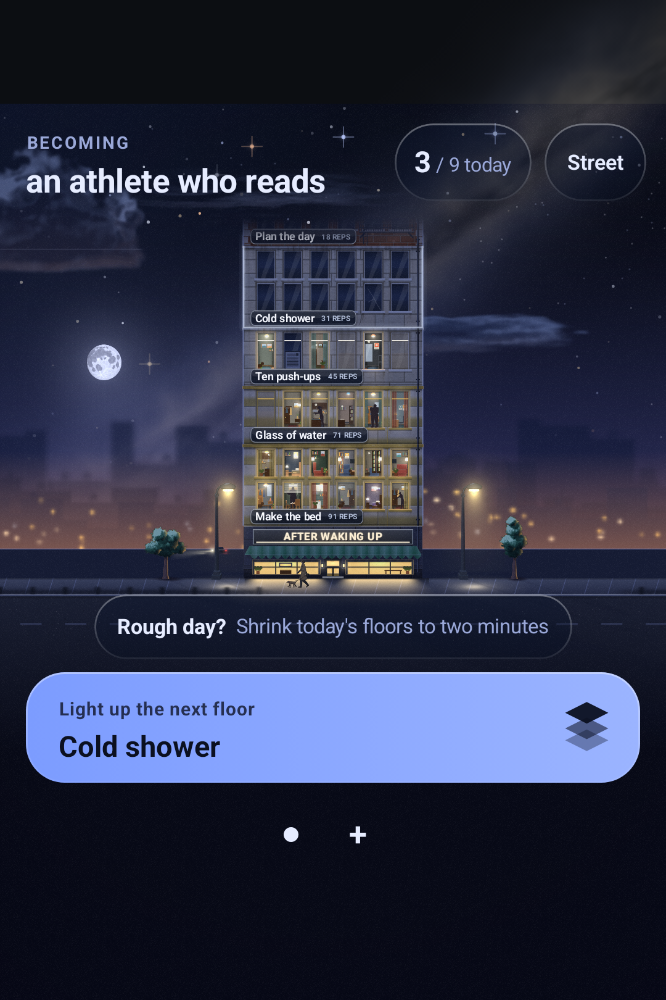 BECOMING
an athlete who reads
3 / 9 today
Street
Plan the day 18 REPS
Cold shower 31 REPS
Ten push-ups 45 REPS
Glass of water 71 REPS
Make the bed 91 REPS
AFTER WAKING UP
Rough day? Shrink today's floors to two minutes
Light up the next floor
Cold shower